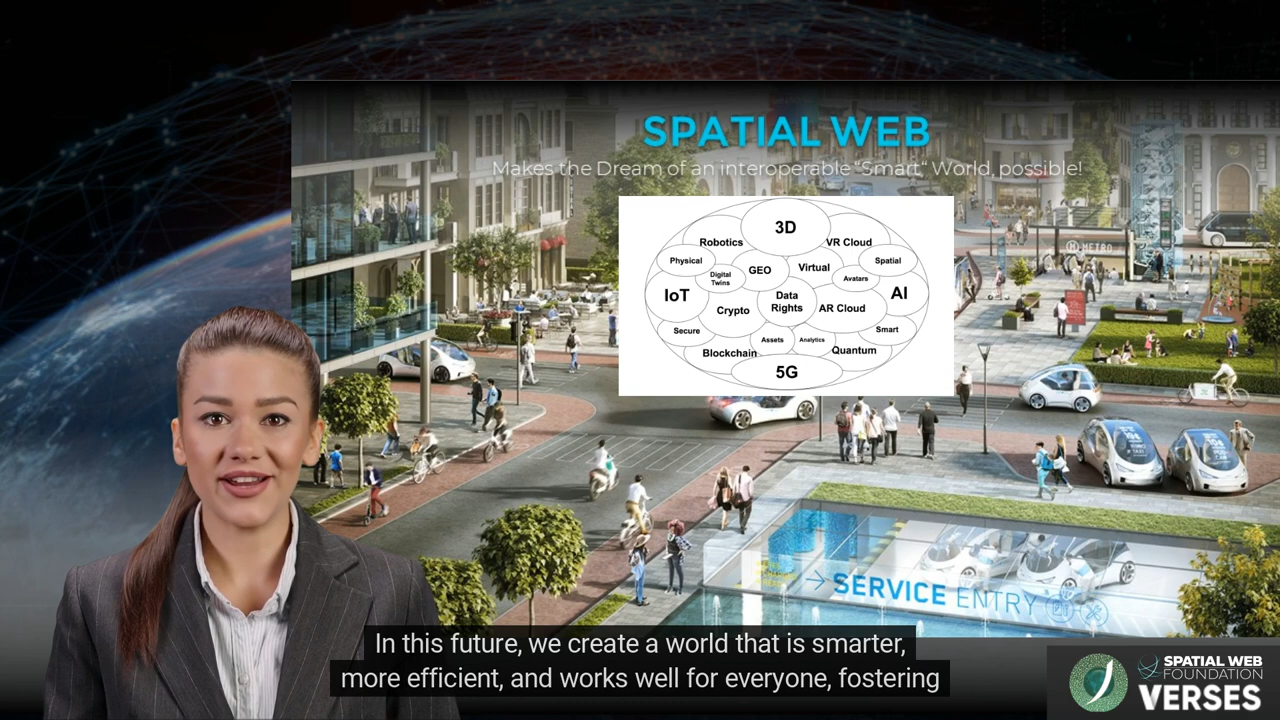 SPATIAL WEB
Makes the Dream of an interoperable "Smart" World, possible!
3D
Robotics
VR Cloud
Physical
Spatial
Digital
Twins
GEO
Virtual
Avatars
IoT
Data
Rights
AI
Crypto
AR Cloud
Secure
Smart
Assets
Analytics
Blockchain
Quantum
5G
METRO
SERVICE ENTRY
In this future, we create a world that is smarter,
more efficient, and works well for everyone, fostering
SPATIAL WEB
FOUNDATION
VERSES